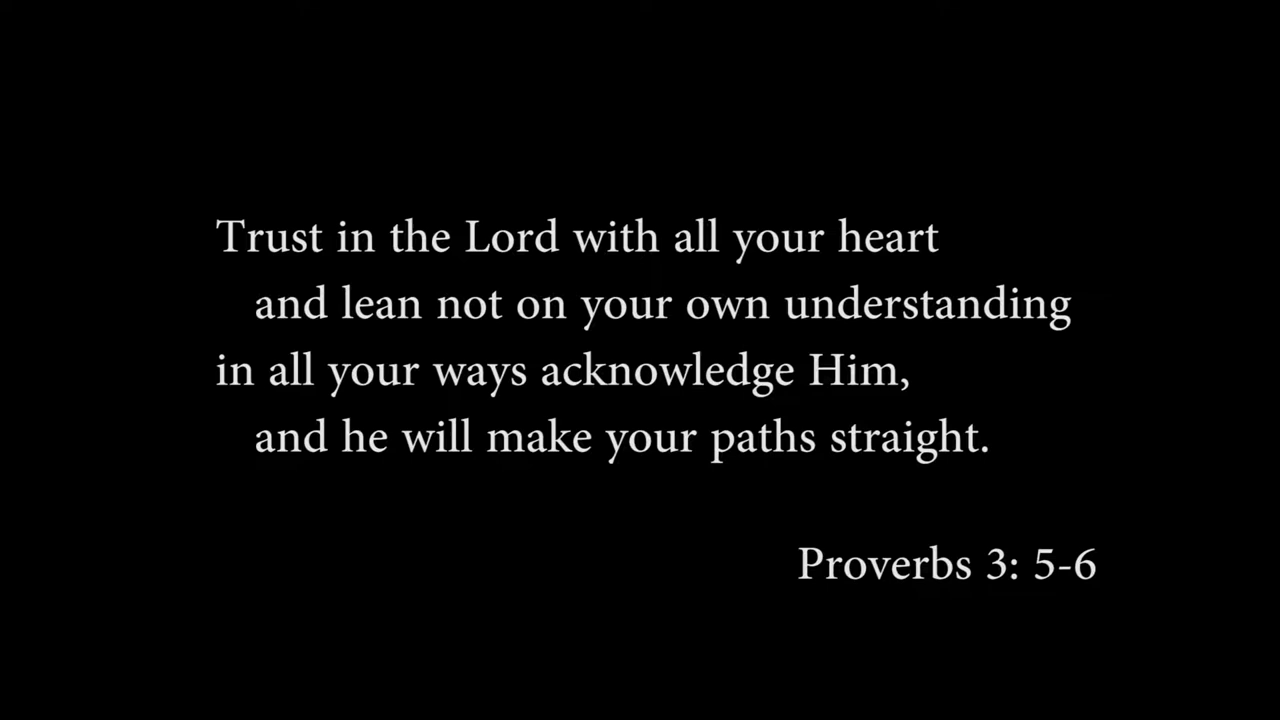 Trust in the Lord with all your heart
and lean not on your own understanding
in all your ways acknowledge Him,
and he will make your paths straight.
Proverbs 3: 5-6